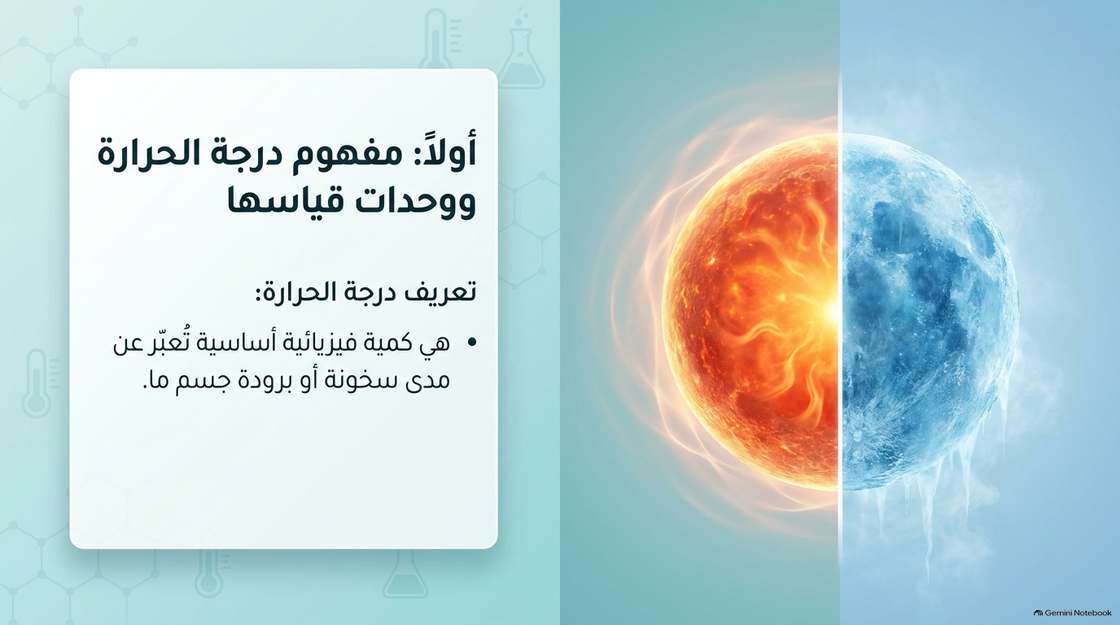 أولاً: مفهوم درجة الحرارة
ووحدات قياسها
تعريف درجة الحرارة:
• هي كمية فيزيائية أساسية تُعبّر عن
مدى سخونة أو برودة جسم ما.
Gemini Notebook